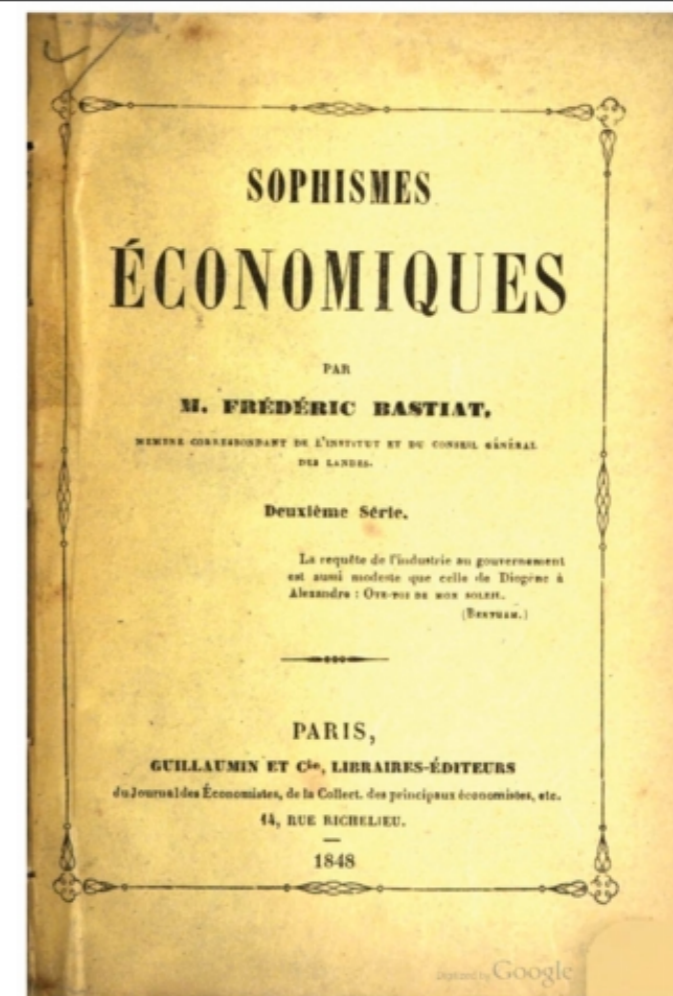 SOPHISMES
ÉCONOMIQUES
PAR
M. FRÉDÉRIC BASTIAT,
MEMBRE CORRESPONDANT DE L'INSTITUT ET DU CONSEIL GÉNÉRAL
DES LANDES.
Deuxième Série.
La requête de l'industrie au gouvernement
est aussi modeste que celle de Diogène à
Alexandre : OTE-TOI DE MON SOLEIL.
(BENTHAM.)
PARIS,
GUILLAUMIN ET Cie, LIBRAIRES-ÉDITEURS
du Journal des Économistes, de la Collect. des principaux économistes, etc.
14, RUE RICHELIEU.
1848
Digitized by Google